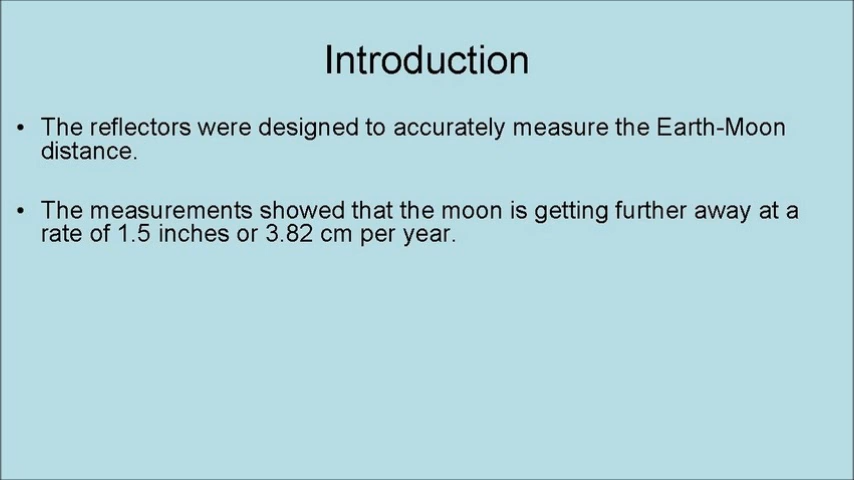 Introduction
• The reflectors were designed to accurately measure the Earth-Moon
distance.
• The measurements showed that the moon is getting further away at a
rate of 1.5 inches or 3.82 cm per year.